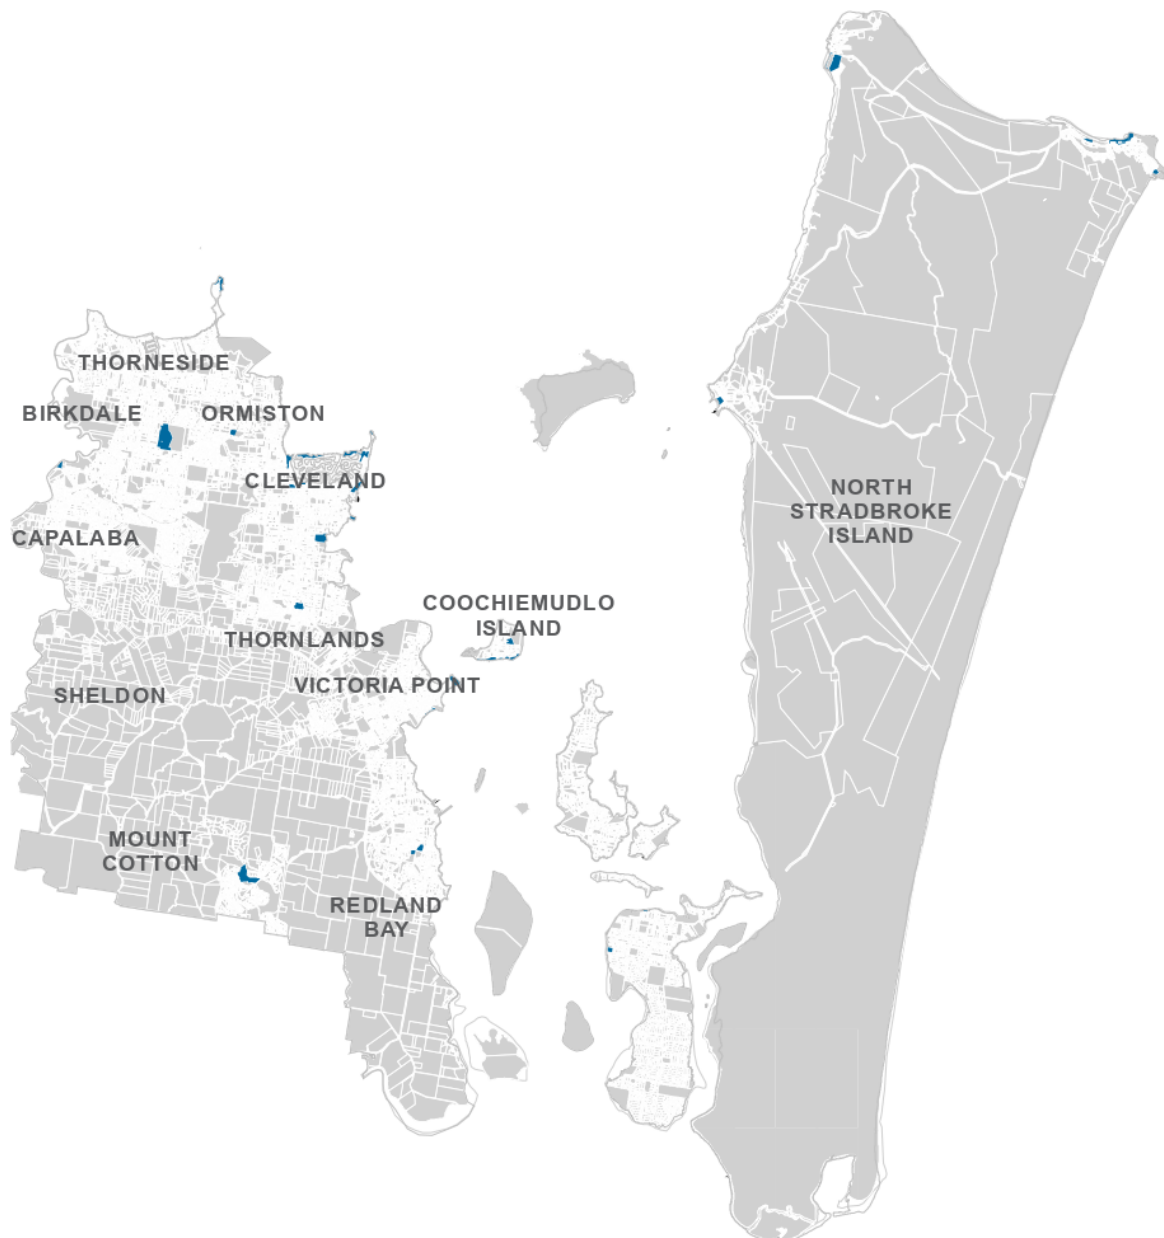 THORNESIDE
BIRKDALE
ORMISTON
CLEVELAND
CAPALABA
NORTH
STRADBROKE
ISLAND
COOCHIEMUDLO
ISLAND
THORNLANDS
SHELDON
VICTORIA POINT
MOUNT
COTTON
REDLAND
BAY